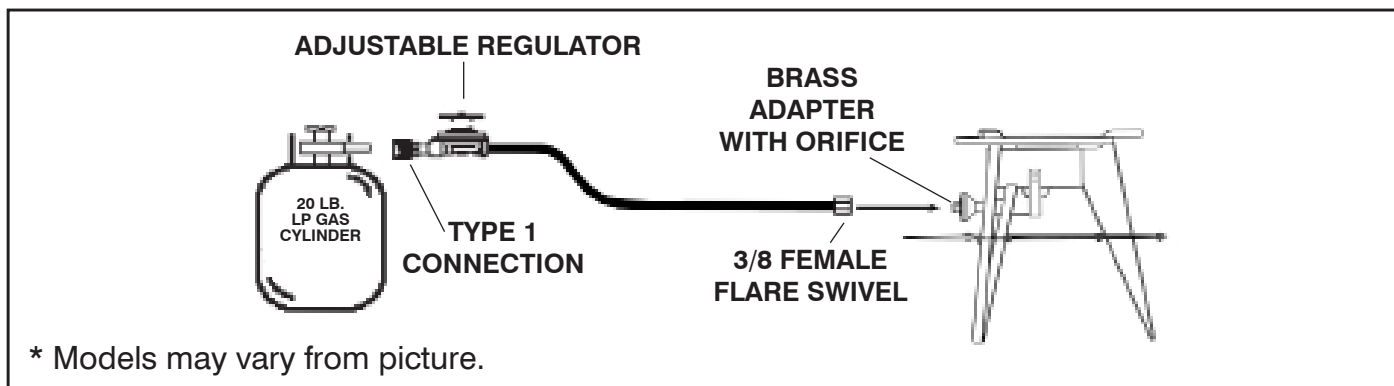 ADJUSTABLE REGULATOR
BRASS
ADAPTER
WITH ORIFICE
20 LB.
LP GAS
CYLINDER
TYPE 1
CONNECTION
3/8 FEMALE
FLARE SWIVEL
* Models may vary from picture.